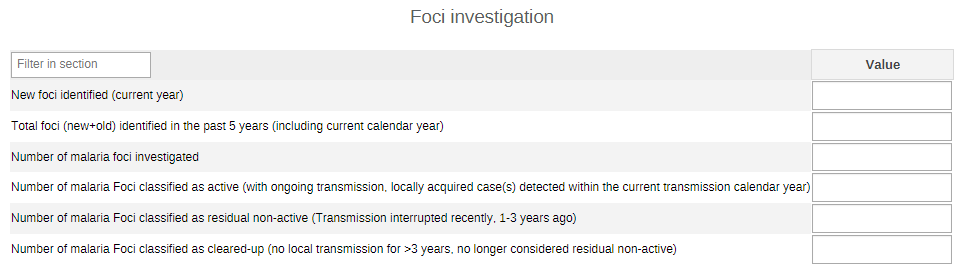 Foci investigation
Filter in section
Value
New foci identified (current year)
Total foci (new+old) identified in the past 5 years (including current calendar year)
Number of malaria foci investigated
Number of malaria Foci classified as active (with ongoing transmission, locally acquired case(s) detected within the current transmission calendar year)
Number of malaria Foci classified as residual non-active (Transmission interrupted recently, 1-3 years ago)
Number of malaria Foci classified as cleared-up (no local transmission for >3 years, no longer considered residual non-active)